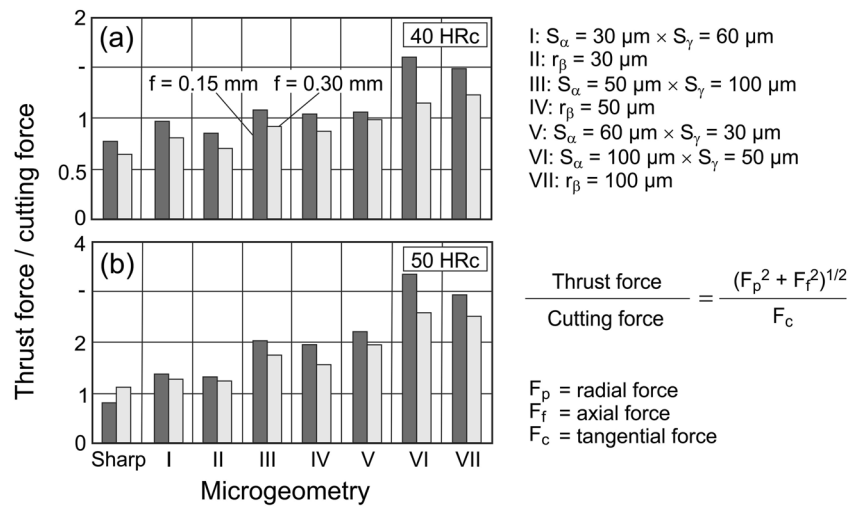 2
(a)
40 HRc
f = 0.15 mm
f = 0.30 mm
1
0.5
0
4
(b)
50 HRc
2
1
0
Thrust force / cutting force
Sharp I II III IV V VI VII
Microgeometry
I: Sα = 30 µm × Sγ = 60 µm
II: rβ = 30 µm
III: Sα = 50 µm × Sγ = 100 µm
IV: rβ = 50 µm
V: Sα = 60 µm × Sγ = 30 µm
VI: Sα = 100 µm × Sγ = 50 µm
VII: rβ = 100 µm
Thrust force
Cutting force
=
(Fp² + Ff²)1/2
Fc
Fp = radial force
Ff = axial force
Fc = tangential force